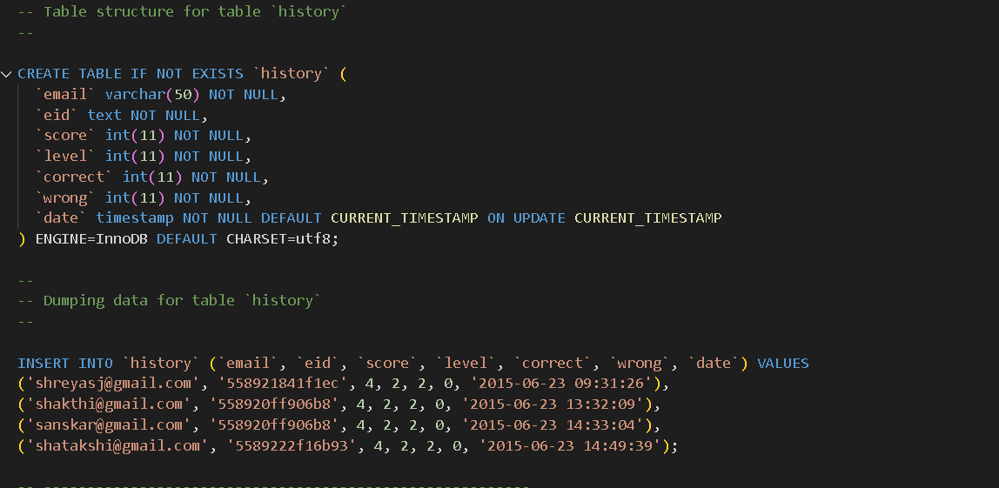 -- Table structure for table `history`
--
CREATE TABLE IF NOT EXISTS `history` (
`email` varchar(50) NOT NULL,
`eid` text NOT NULL,
`score` int(11) NOT NULL,
`level` int(11) NOT NULL,
`correct` int(11) NOT NULL,
`wrong` int(11) NOT NULL,
`date` timestamp NOT NULL DEFAULT CURRENT_TIMESTAMP ON UPDATE CURRENT_TIMESTAMP
) ENGINE=InnoDB DEFAULT CHARSET=utf8;
--
-- Dumping data for table `history`
--
INSERT INTO `history` (`email`, `eid`, `score`, `level`, `correct`, `wrong`, `date`) VALUES
('shreyasj@gmail.com', '558921841f1ec', 4, 2, 2, 0, '2015-06-23 09:31:26'),
('shakthi@gmail.com', '558920ff906b8', 4, 2, 2, 0, '2015-06-23 13:32:09'),
('sanskar@gmail.com', '558920ff906b8', 4, 2, 2, 0, '2015-06-23 14:33:04'),
('shatakshi@gmail.com', '5589222f16b93', 4, 2, 2, 0, '2015-06-23 14:49:39');